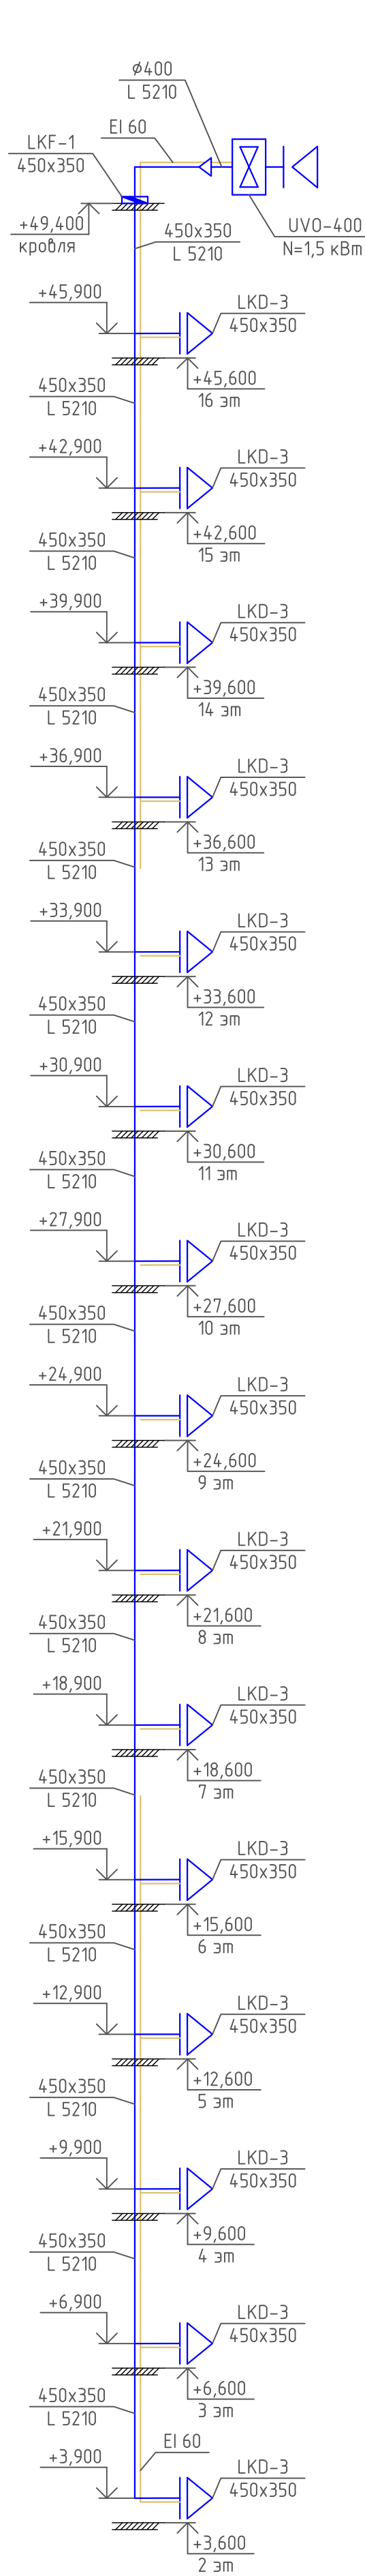 ϕ400
L 5210
EI 60
LKF-1
450x350
+49,400
кровля
450x350
L 5210
UVO-400
N=1,5 кВт
+45,900
LKD-3
450x350
+45,600
16 эт
450x350
L 5210
+42,900
LKD-3
450x350
+42,600
15 эт
450x350
L 5210
+39,900
LKD-3
450x350
+39,600
14 эт
450x350
L 5210
+36,900
LKD-3
450x350
+36,600
13 эт
450x350
L 5210
+33,900
LKD-3
450x350
+33,600
12 эт
450x350
L 5210
+30,900
LKD-3
450x350
+30,600
11 эт
450x350
L 5210
+27,900
LKD-3
450x350
+27,600
10 эт
450x350
L 5210
+24,900
LKD-3
450x350
+24,600
9 эт
450x350
L 5210
+21,900
LKD-3
450x350
+21,600
8 эт
450x350
L 5210
+18,900
LKD-3
450x350
+18,600
7 эт
450x350
L 5210
+15,900
LKD-3
450x350
+15,600
6 эт
450x350
L 5210
+12,900
LKD-3
450x350
+12,600
5 эт
450x350
L 5210
+9,900
LKD-3
450x350
+9,600
4 эт
450x350
L 5210
+6,900
LKD-3
450x350
+6,600
3 эт
450x350
L 5210
EI 60
+3,900
LKD-3
450x350
+3,600
2 эт